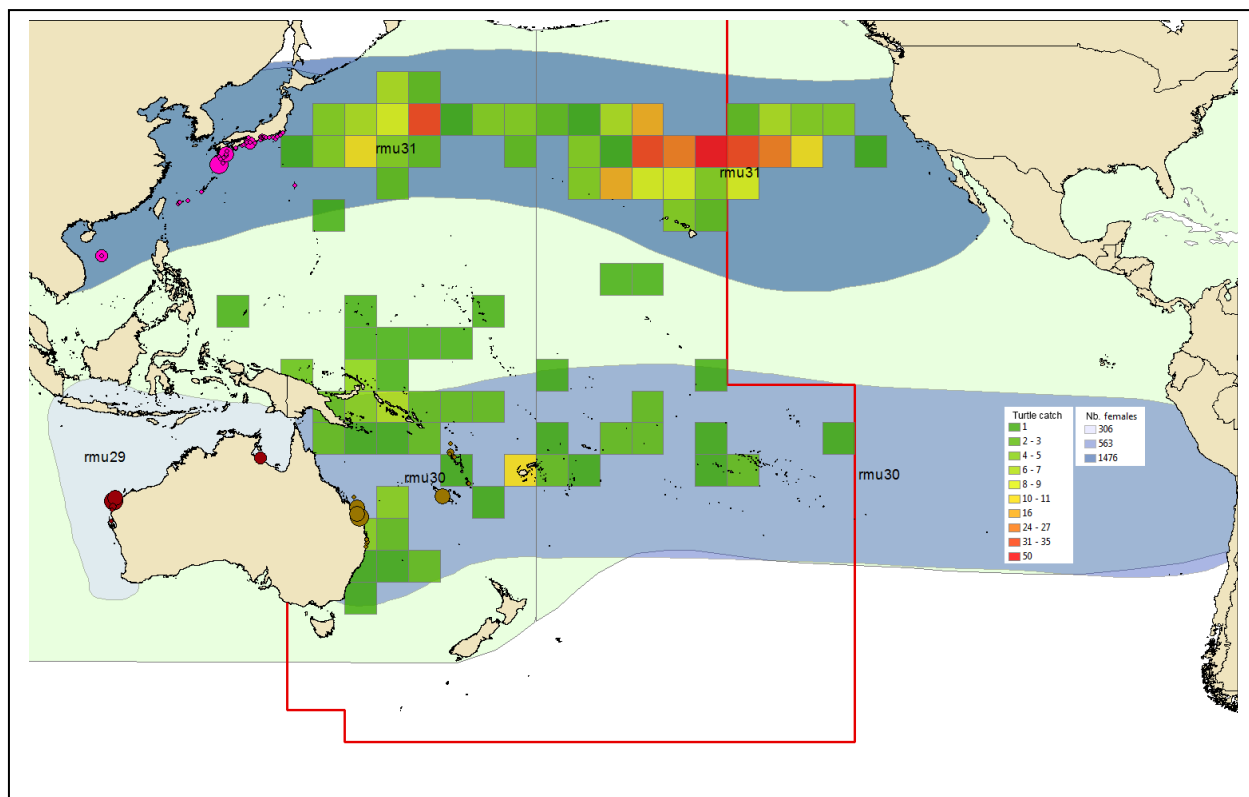 rmu31
rmu31
rmu29
rmu30
rmu30
Turtle catch
1
2 - 3
4 - 5
6 - 7
8 - 9
10 - 11
16
24 - 27
31 - 35
50
Nb. females
306
563
1476